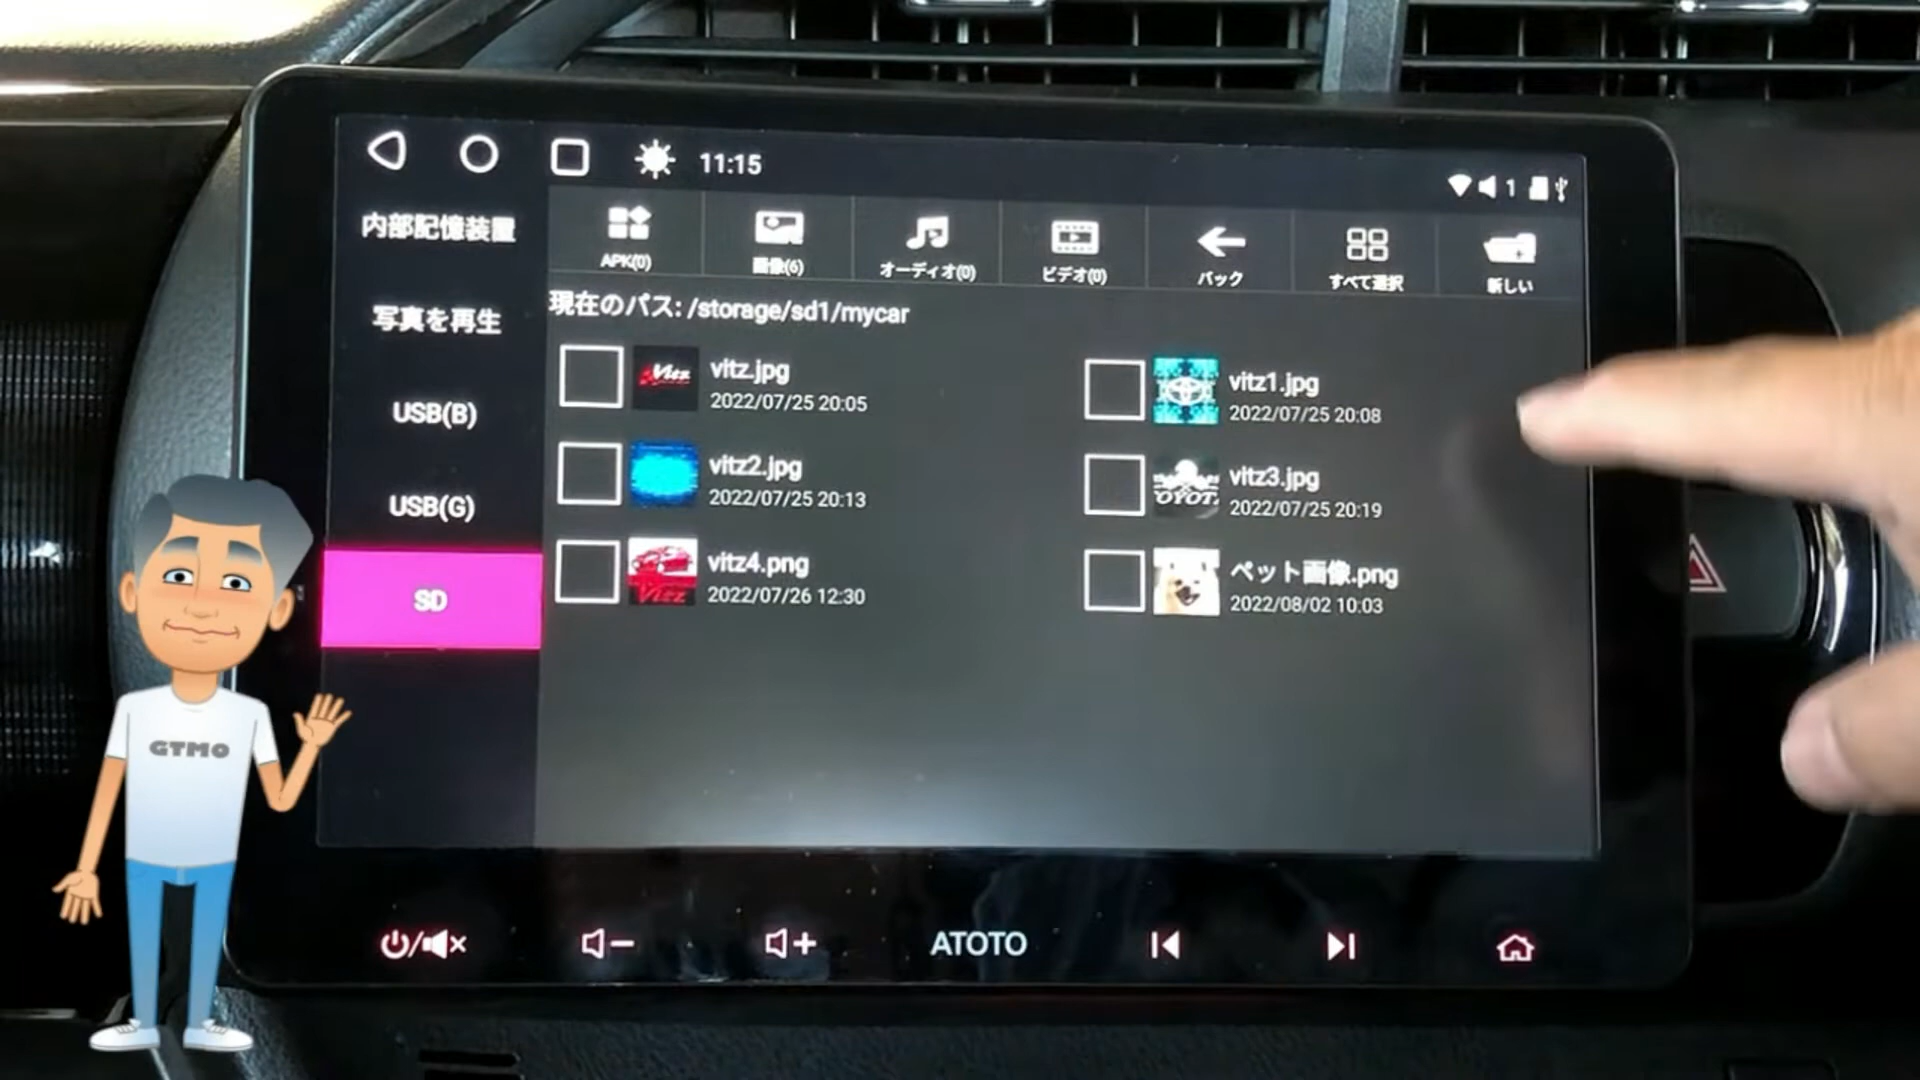 11:15
1
内部記憶装置
写真を再生
USB(B)
USB(G)
SD
APK(0)
画像(6)
オーディオ(0)
ビデオ(0)
バック
すべて選択
新しい
現在のパス: /storage/sd1/mycar
Vitz
vitz.jpg
2022/07/25 20:05
vitz1.jpg
2022/07/25 20:08
vitz2.jpg
2022/07/25 20:13
OYOT
vitz3.jpg
2022/07/25 20:19
Vitz
vitz4.png
2022/07/26 12:30
ペット画像.png
2022/08/02 10:03
GTMO
ATOTO